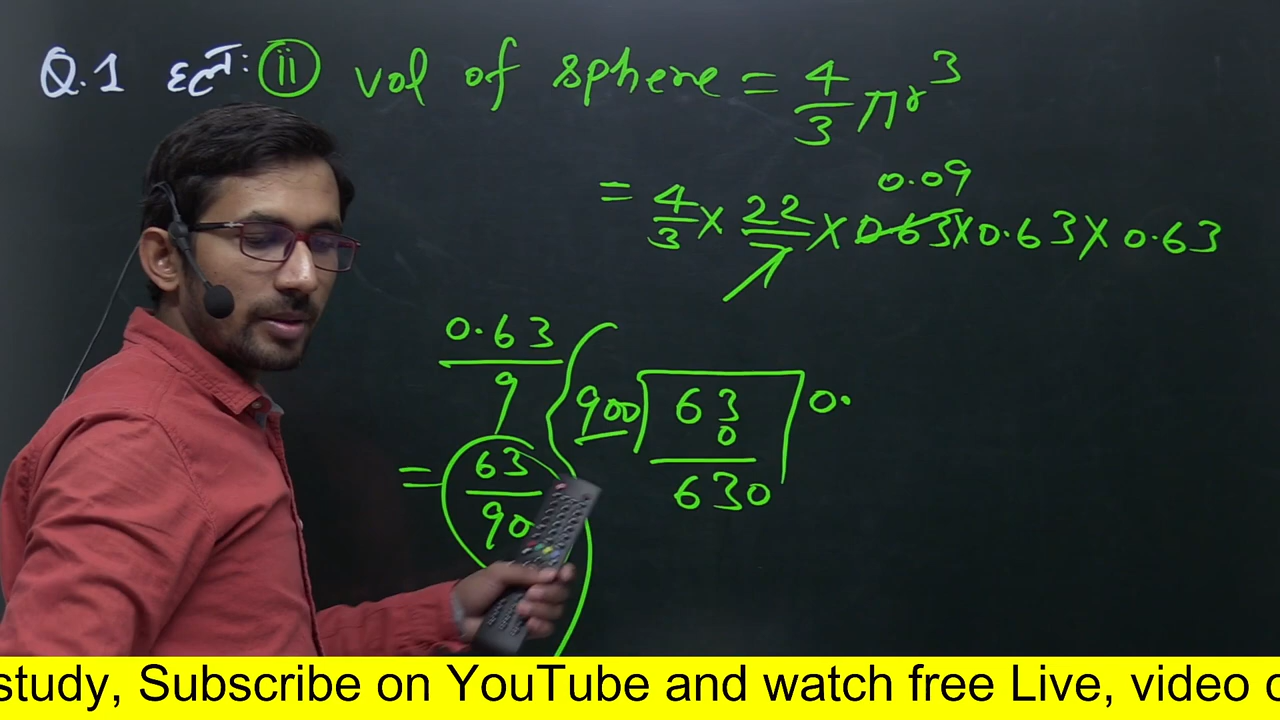 Q.1 हल: (ii) vol of sphere = 4/3 πr³
0.09
= 4/3 × 22/7 × 0.63 × 0.63 × 0.63
0.63/9
900 63 0.
0
630
= 63/90
study, Subscribe on YouTube and watch free Live, video